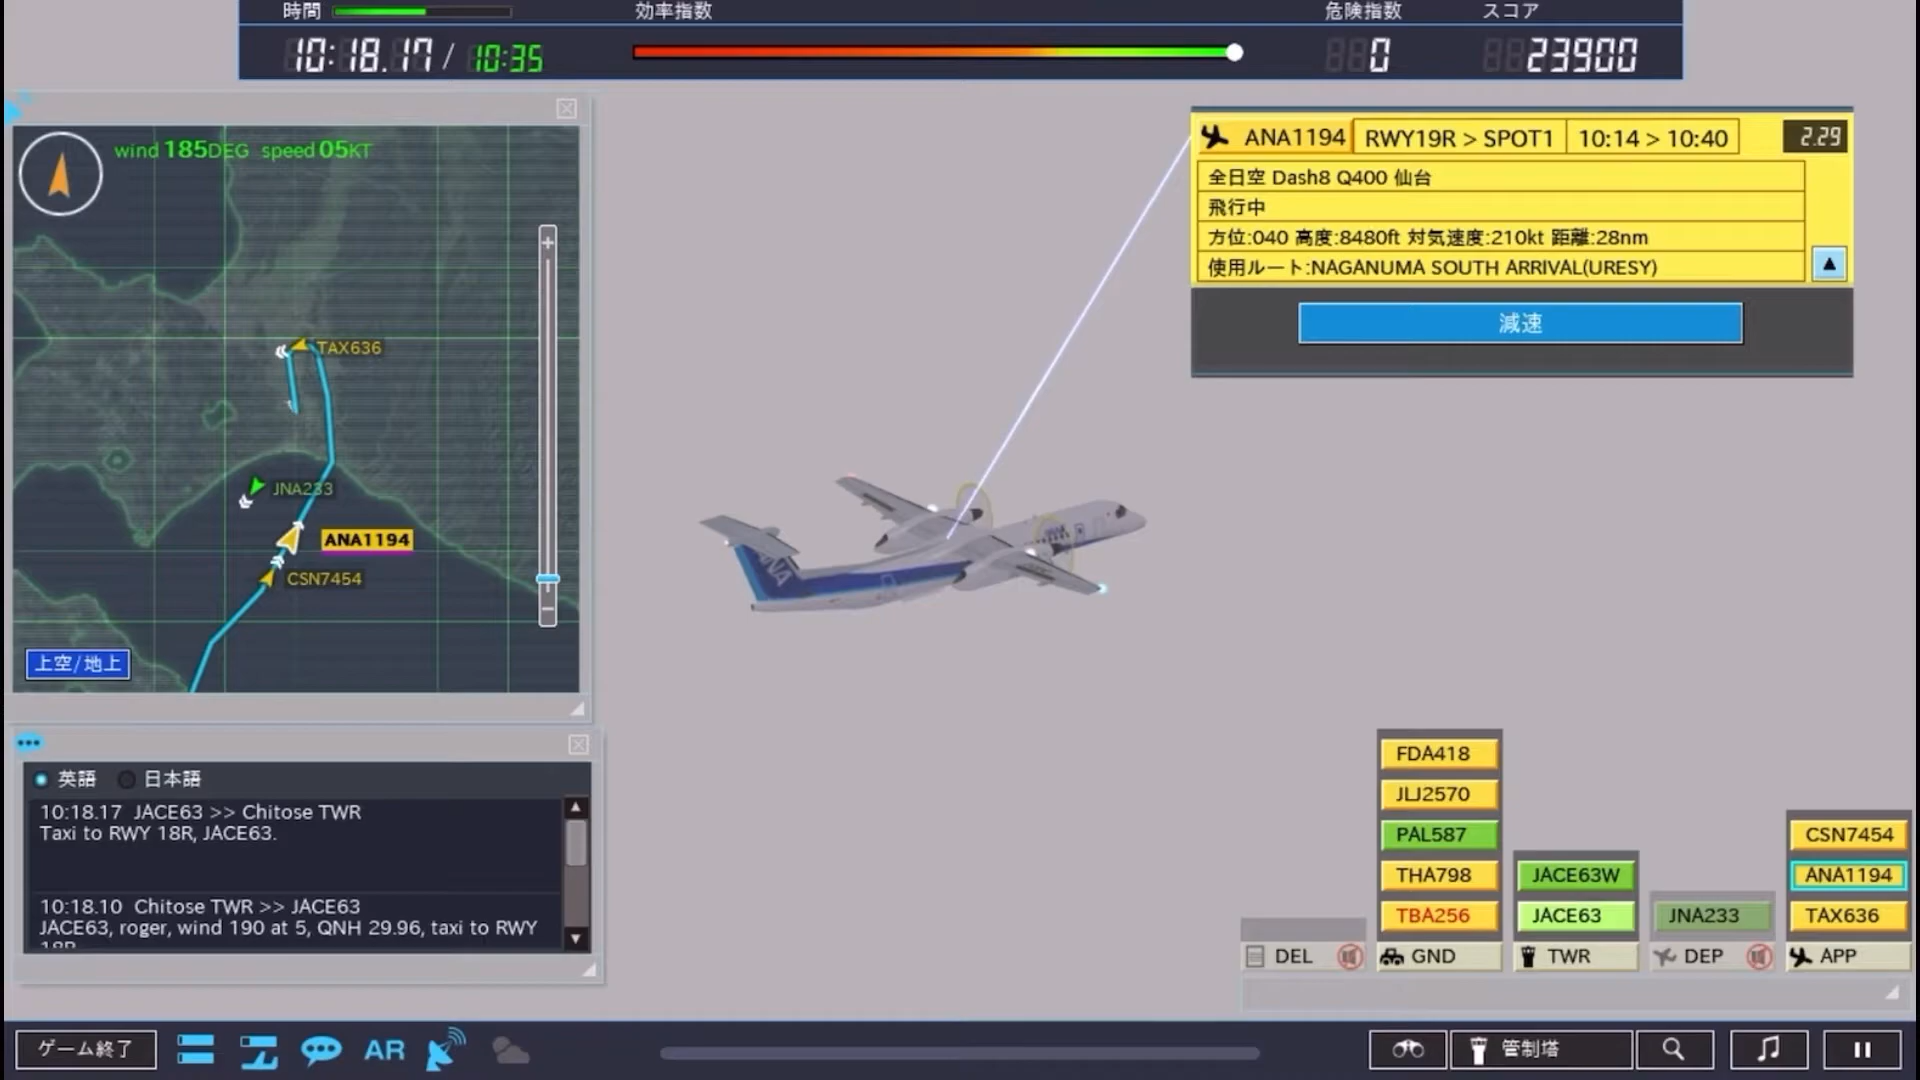 時間
効率指数
危険指数
スコア
10:18.17 / 10:35
0
23900
wind 185DEG speed 05KT
TAX636
JNA233
ANA1194
CSN7454
上空/地上
ANA1194 RWY19R > SPOT1 10:14 > 10:40 2.29
全日空 Dash8 Q400 仙台
飛行中
方位:040 高度:8480ft 対気速度:210kt 距離:28nm
使用ルート:NAGANUMA SOUTH ARRIVAL(URESY)
減速
ANA
英語 日本語
10:18.17 JACE63 >> Chitose TWR
Taxi to RWY 18R, JACE63.
10:18.10 Chitose TWR >> JACE63
JACE63, roger, wind 190 at 5, QNH 29.96, taxi to RWY
18R
FDA418
JLJ2570
PAL587
THA798
TBA256
JACE63W
JACE63
JNA233
CSN7454
ANA1194
TAX636
DEL
GND
TWR
DEP
APP
ゲーム終了
AR
管制塔